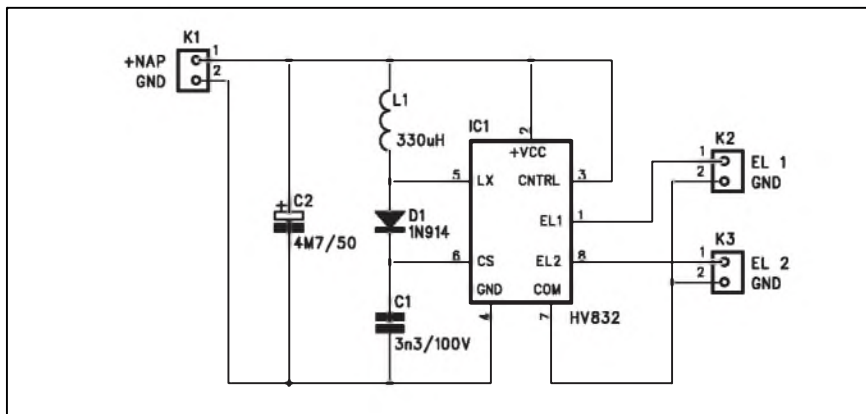 K1
+NAP 1
GND 2
L1
330uH
IC1
2
+VCC
5 LX CNTRL 3
K2
1 EL 1
2 GND
+ C2
4M7/50
D1
1N914
EL1 1
6 CS EL2 8
K3
1 EL 2
2 GND
GND COM
4 7
HV832
C1
3n3/100V